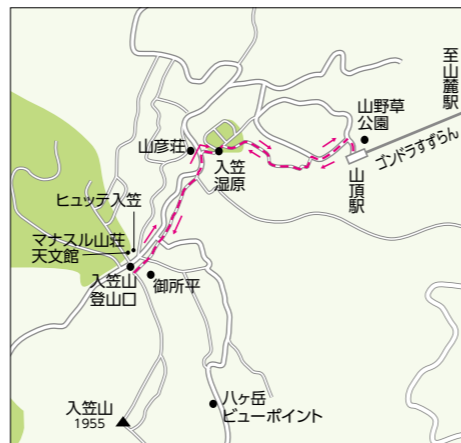 至山麓駅
山野草
公園
ゴンドラすずらん
山頂駅
山彦荘
入笠
湿原
ヒュッテ入笠
マナスル山荘
天文館
入笠山
登山口
御所平
入笠山
1955
八ヶ岳
ビューポイント